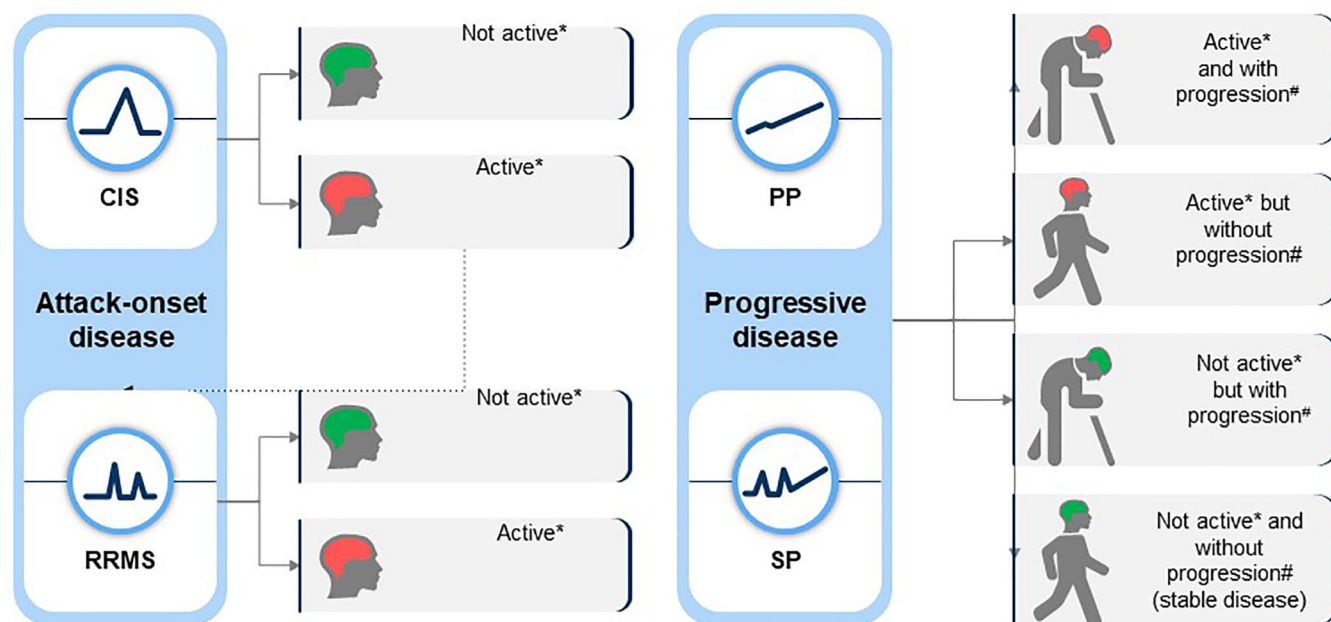 CIS
Attack-onset
disease
RRMS
Not active*
Active*
Not active*
Active*
PP
Progressive
disease
SP
Active*
and with
progression#
Active* but
without
progression#
Not active*
but with
progression#
Not active* and
without
progression#
(stable disease)